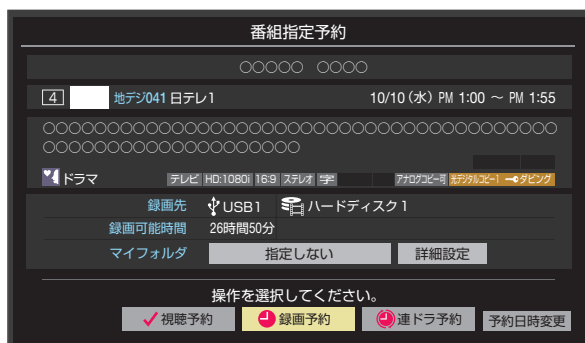 番組指定予約
○○○○○ ○○○○
4 地デジ041 日テレ1 10/10(水) PM 1:00 ～ PM 1:55
○○○○○○○○○○○○○○○○○○○○○○○○○○○○○○○○○○○○
○○○○○○○○○○○○○○○○○○
ドラマ テレビ HD:1080i 16:9 ステレオ 字 アナログコピー可 光デジタルコピー1 ダビング
録画先 USB1 ハードディスク1
録画可能時間 26時間50分
マイフォルダ 指定しない 詳細設定
操作を選択してください。
視聴予約 録画予約 連ドラ予約 予約日時変更